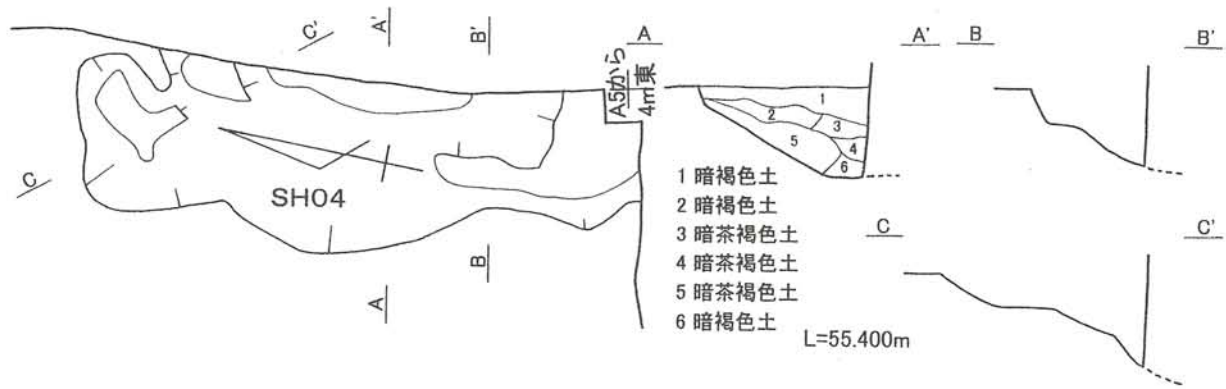 C'
A'
B'
A
A'
B
B'
A5から
4m東
1
2
3
4
5
6
C
SH04
1 暗褐色土
2 暗褐色土
3 暗茶褐色土
4 暗茶褐色土
5 暗茶褐色土
6 暗褐色土
L=55.400m
C
C'
B
A